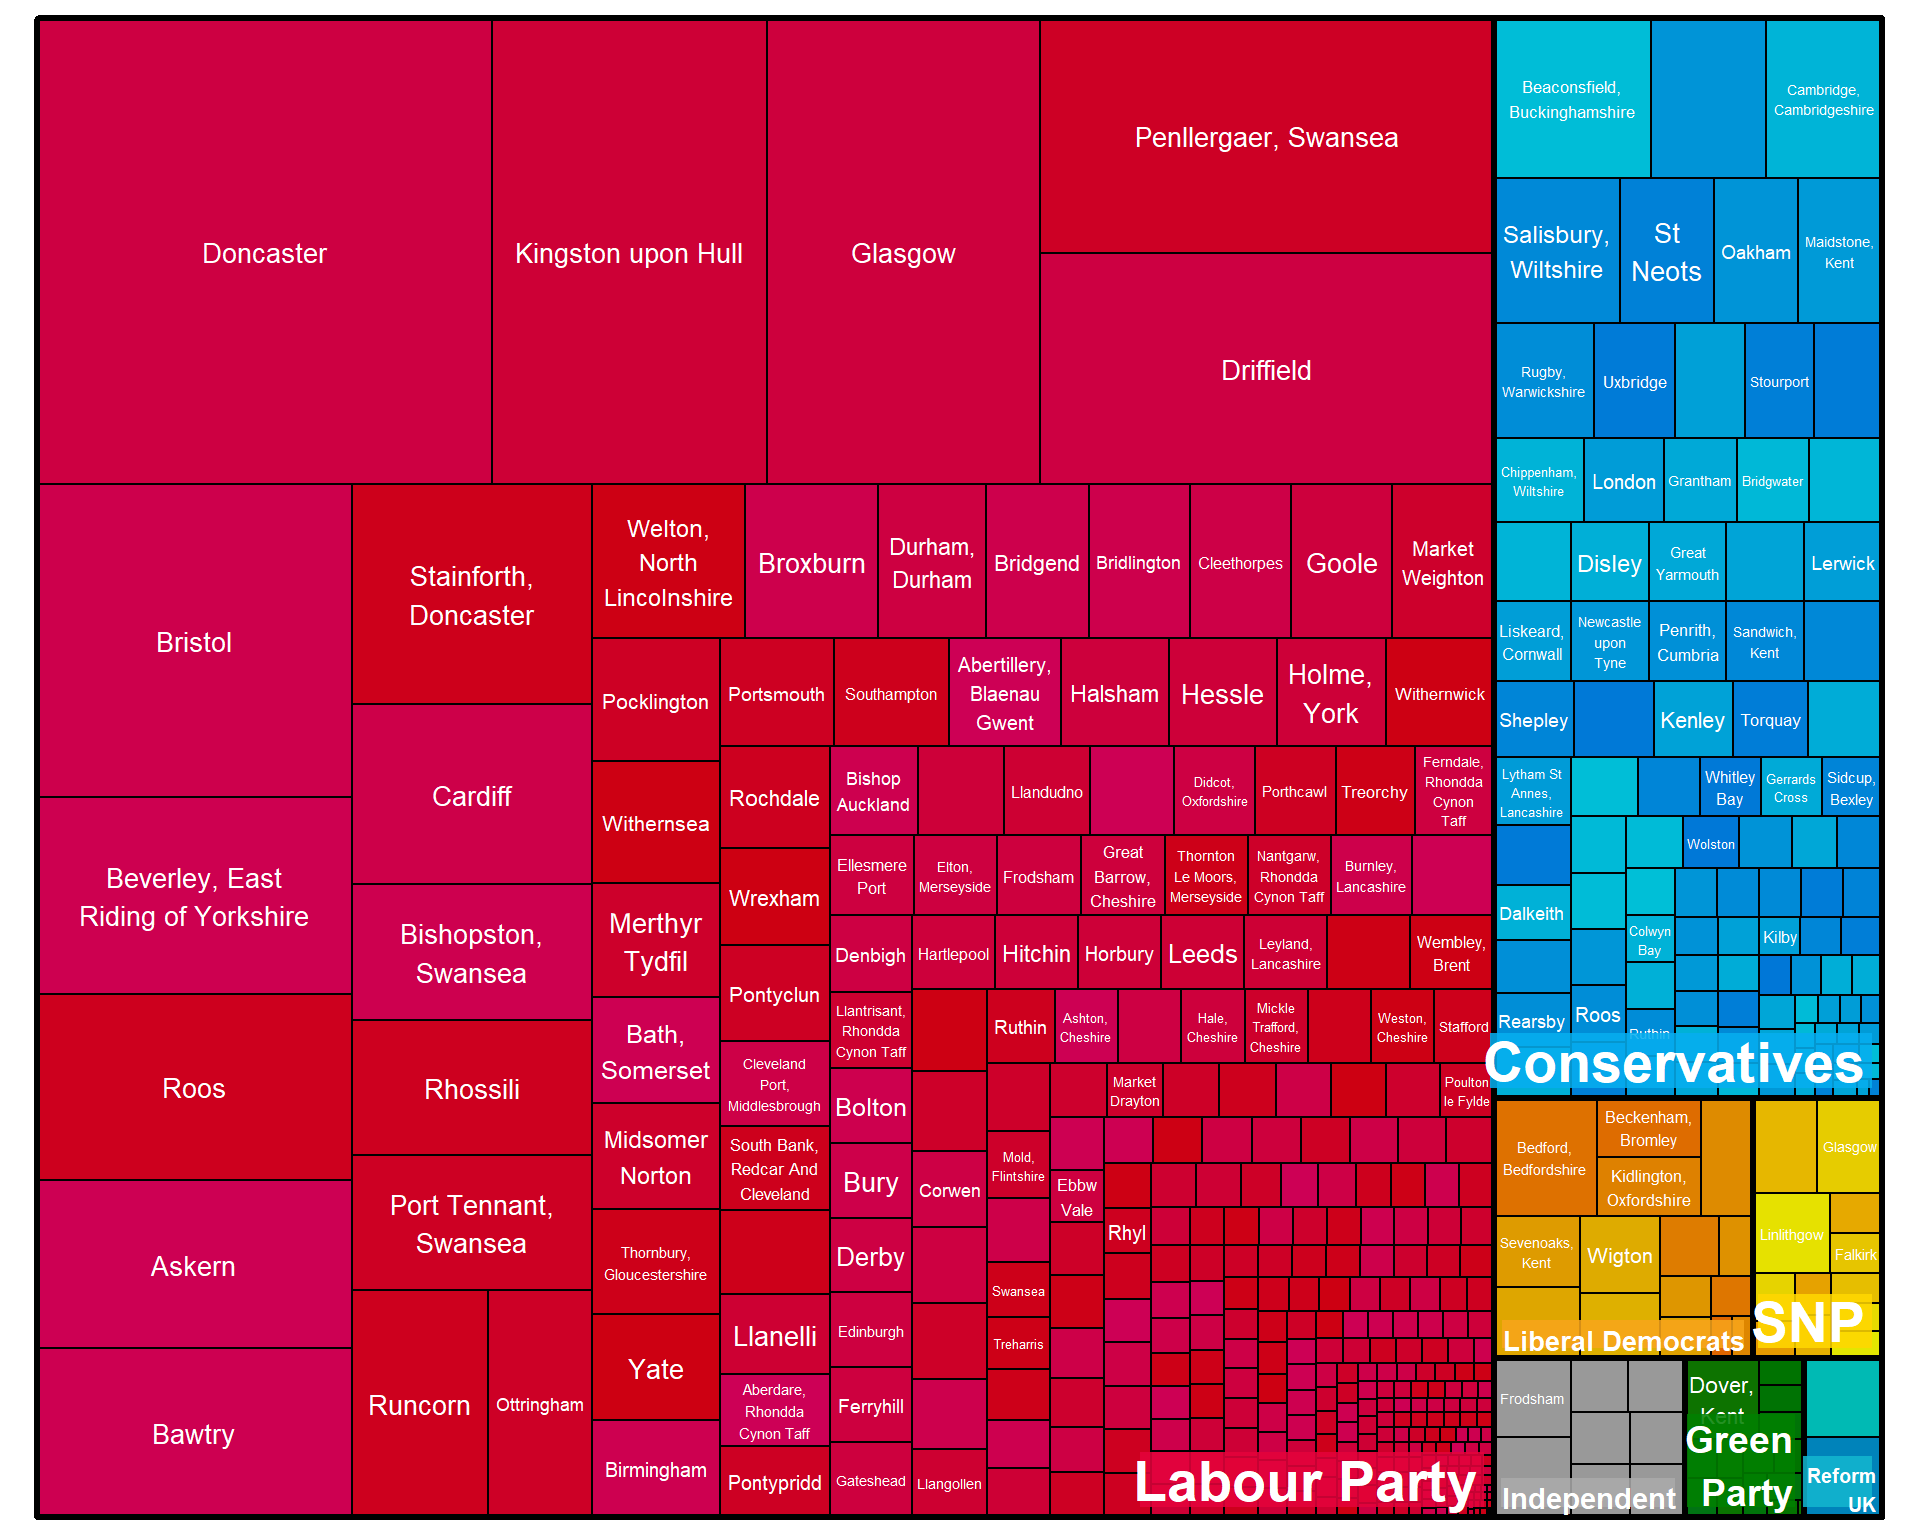 Doncaster
Kingston upon Hull
Glasgow
Penllergaer, Swansea
Driffield
Bristol
Beverley, East
Riding of Yorkshire
Roos
Askern
Bawtry
Stainforth,
Doncaster
Cardiff
Bishopston,
Swansea
Rhossili
Port Tennant,
Swansea
Runcorn
Ottringham
Welton,
North
Lincolnshire
Broxburn
Durham,
Durham
Bridgend
Bridlington
Cleethorpes
Goole
Market
Weighton
Pocklington
Withernsea
Merthyr
Tydfil
Bath,
Somerset
Midsomer
Norton
Thornbury,
Gloucestershire
Yate
Birmingham
Portsmouth
Southampton
Abertillery,
Blaenau
Gwent
Halsham
Hessle
Holme,
York
Withernwick
Rochdale
Wrexham
Pontyclun
Cleveland
Port,
Middlesbrough
South Bank,
Redcar And
Cleveland
Llanelli
Aberdare,
Rhondda
Cynon Taff
Pontypridd
Bishop
Auckland
Llandudno
Didcot,
Oxfordshire
Porthcawl
Treorchy
Ferndale,
Rhondda
Cynon
Taff
Ellesmere
Port
Elton,
Merseyside
Frodsham
Great
Barrow,
Cheshire
Thornton
Le Moors,
Merseyside
Nantgarw,
Rhondda
Cynon Taff
Burnley,
Lancashire
Denbigh
Hartlepool
Hitchin
Horbury
Leeds
Leyland,
Lancashire
Wembley,
Brent
Llantrisant,
Rhondda
Cynon Taff
Bolton
Bury
Derby
Edinburgh
Ferryhill
Gateshead
Corwen
Llangollen
Ruthin
Ashton,
Cheshire
Hale,
Cheshire
Mickle
Trafford,
Cheshire
Weston,
Cheshire
Stafford
Market
Drayton
Poulton
le Fylde
Mold,
Flintshire
Swansea
Treharris
Ebbw
Vale
Rhyl
Labour Party
Beaconsfield,
Buckinghamshire
Cambridge,
Cambridgeshire
Salisbury,
Wiltshire
St
Neots
Oakham
Maidstone,
Kent
Rugby,
Warwickshire
Uxbridge
Stourport
Chippenham,
Wiltshire
London
Grantham
Bridgwater
Disley
Great
Yarmouth
Lerwick
Liskeard,
Cornwall
Newcastle
upon
Tyne
Penrith,
Cumbria
Sandwich,
Kent
Shepley
Kenley
Torquay
Lytham St
Annes,
Lancashire
Whitley
Bay
Gerrards
Cross
Sidcup,
Bexley
Wolston
Dalkeith
Colwyn
Bay
Kilby
Rearsby
Roos
Ruthin
Conservatives
Bedford,
Bedfordshire
Beckenham,
Bromley
Kidlington,
Oxfordshire
Sevenoaks,
Kent
Wigton
Liberal Democrats
Glasgow
Linlithgow
Falkirk
SNP
Frodsham
Independent
Dover,
Kent
Green
Party
Reform
UK